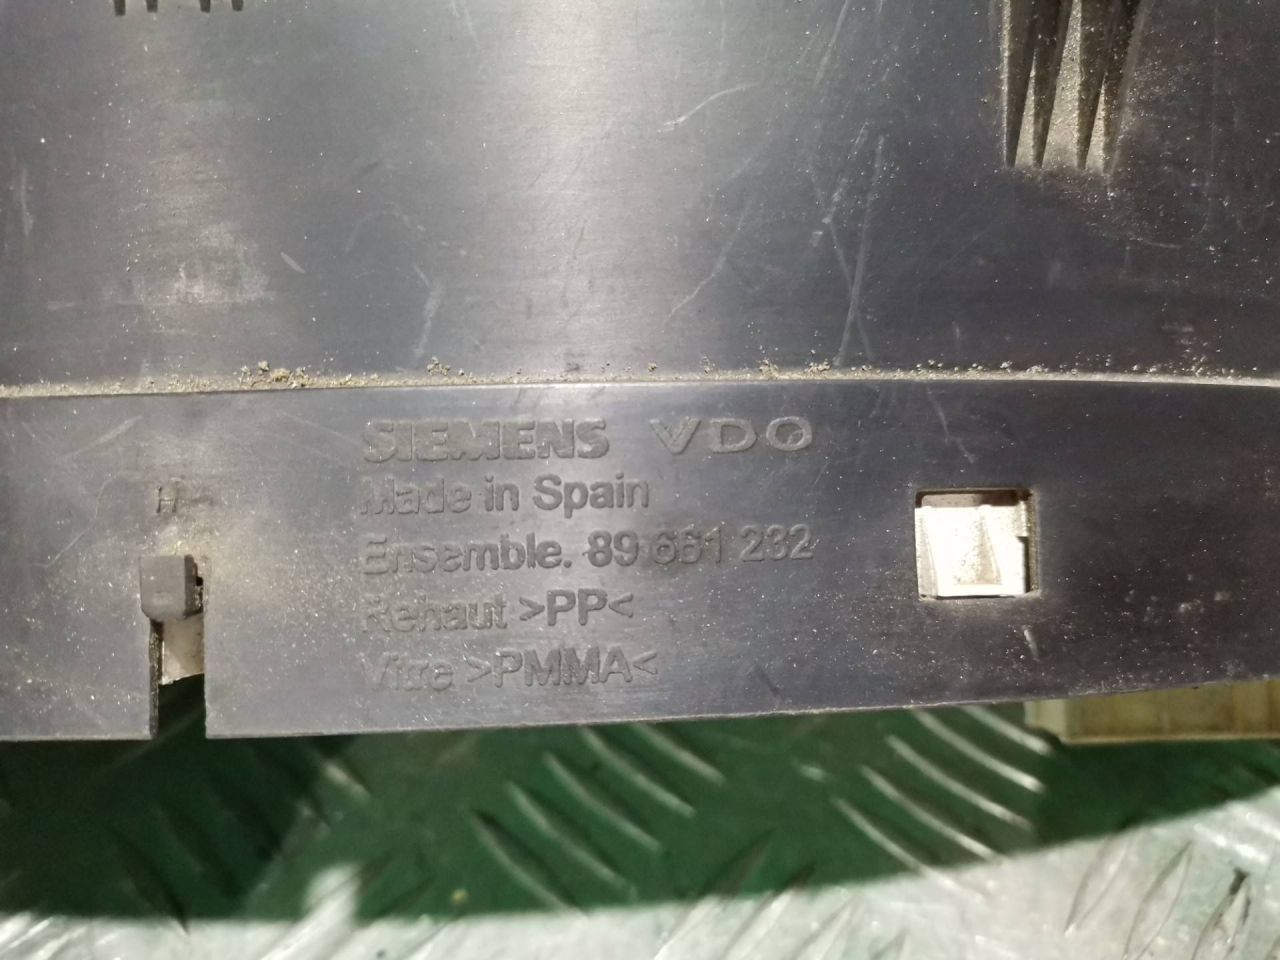 SIEMENS VDO
Made in Spain
Ensemble. 89 661 232
Rehaut >PP<
Vitre >PMMA<